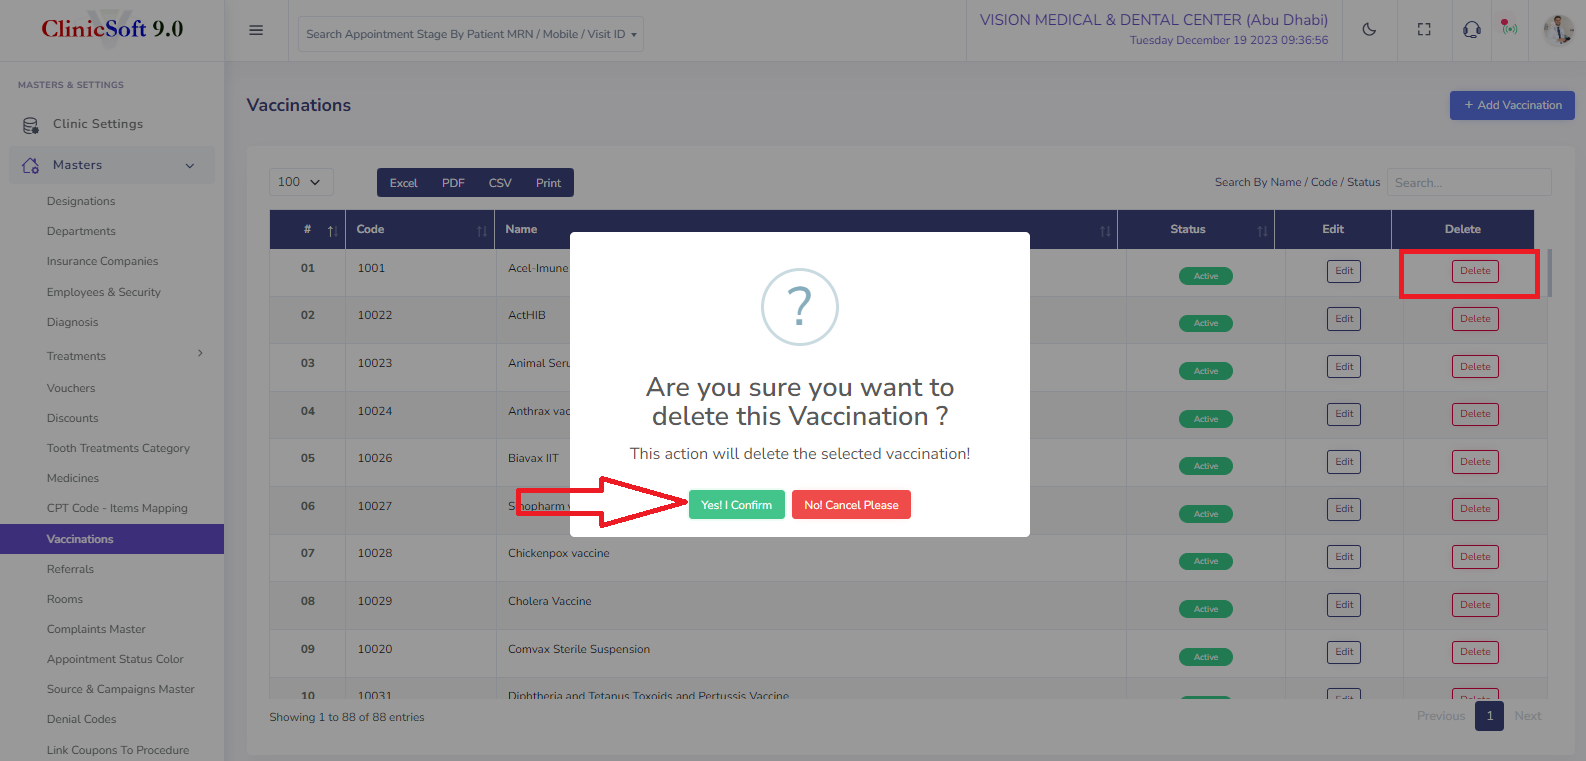 ClinicSoft 9.0
Search Appointment Stage By Patient MRN / Mobile / Visit ID
VISION MEDICAL & DENTAL CENTER (Abu Dhabi)
Tuesday December 19 2023 09:36:56
MASTERS & SETTINGS
Clinic Settings
Masters
Designations
Departments
Insurance Companies
Employees & Security
Diagnosis
Treatments
Vouchers
Discounts
Tooth Treatments Category
Medicines
CPT Code - Items Mapping
Vaccinations
Referrals
Rooms
Complaints Master
Appointment Status Color
Source & Campaigns Master
Denial Codes
Link Coupons To Procedure
Vaccinations
+ Add Vaccination
100
Excel PDF CSV Print
Search By Name / Code / Status
Search...
# Code Name Status Edit Delete
01 1001 Acel-Imune Active Edit Delete
02 10022 ActHIB Active Edit Delete
03 10023 Animal Seru Active Edit Delete
04 10024 Anthrax vac Active Edit Delete
05 10026 Biavax IIT Active Edit Delete
06 10027 Sinopharm v Active Edit Delete
07 10028 Chickenpox vaccine Active Edit Delete
08 10029 Cholera Vaccine Active Edit Delete
09 10020 Comvax Sterile Suspension Active Edit Delete
10 10031 Diphtheria and Tetanus Toxoids and Pertussis Vaccine Edit Delete
Showing 1 to 88 of 88 entries
Previous 1 Next
?
Are you sure you want to
delete this Vaccination ?
This action will delete the selected vaccination!
Yes! I Confirm
No! Cancel Please